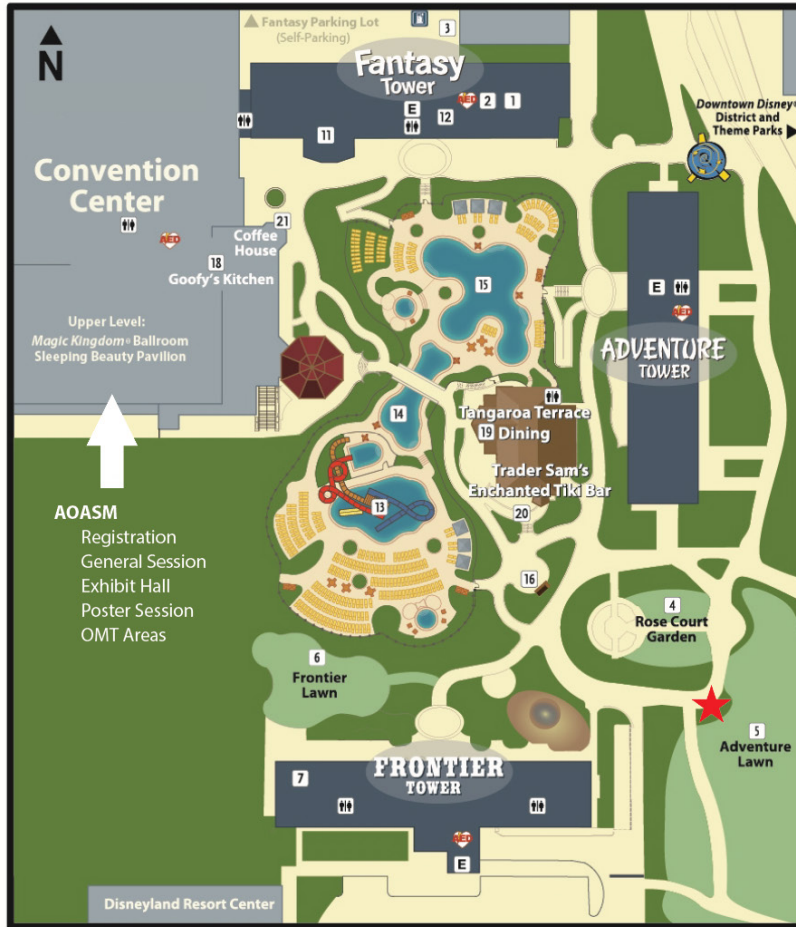 Fantasy Parking Lot
(Self-Parking)
3
N
Fantasy
TOWER
AED
2
1
E
12
11
Downtown Disney®
District and
Theme Parks
Convention
Center
AED
21
Coffee
House
18
Goofy's Kitchen
15
E
AED
Upper Level:
Magic Kingdom® Ballroom
Sleeping Beauty Pavilion
ADVENTURE
TOWER
14
Tangaroa Terrace
19 Dining
Trader Sam's
Enchanted Tiki Bar
13
20
AOASM
Registration
General Session
Exhibit Hall
Poster Session
OMT Areas
16
4
Rose Court
Garden
6
Frontier
Lawn
5
Adventure
Lawn
FRONTIER
TOWER
7
AED
E
Disneyland Resort Center